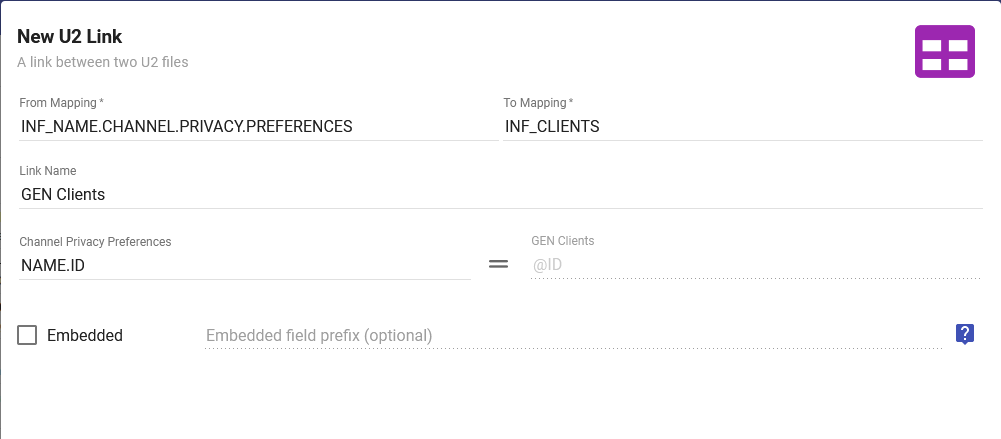 New U2 Link
A link between two U2 files
From Mapping *
To Mapping *
INF_NAME.CHANNEL.PRIVACY.PREFERENCES
INF_CLIENTS
Link Name
GEN Clients
Channel Privacy Preferences
GEN Clients
NAME.ID
=
@ID
Embedded
Embedded field prefix (optional)
?